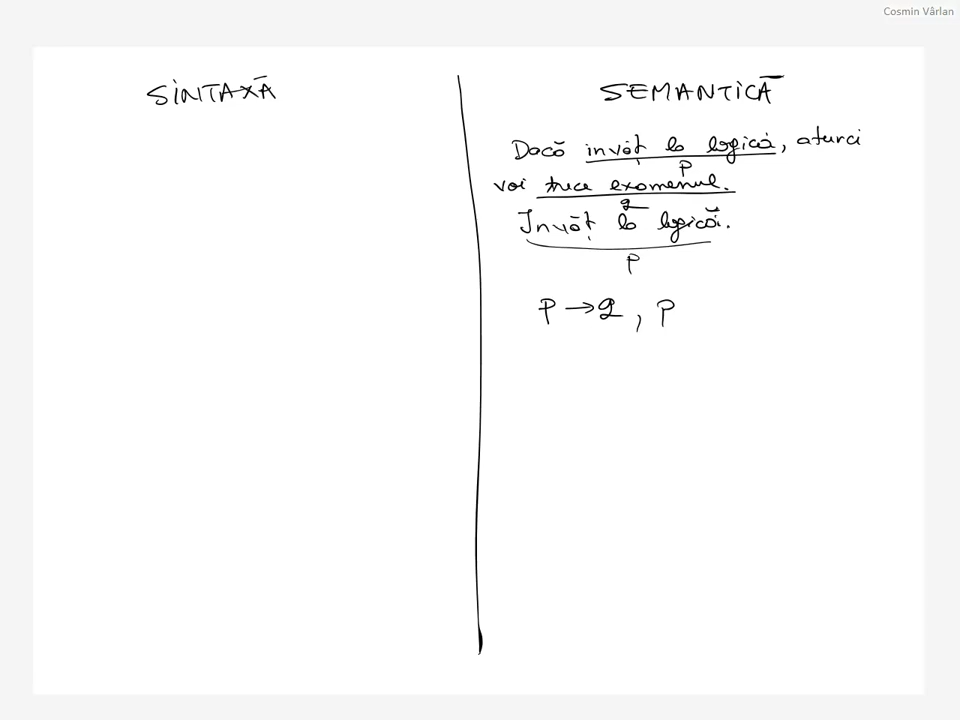 Cosmin Vârlan
SINTAXĂ
SEMANTICĂ
Dacă învăț la logică, atunci
p
voi trece examenul.
q
Învăț la logică.
p
p → q , p